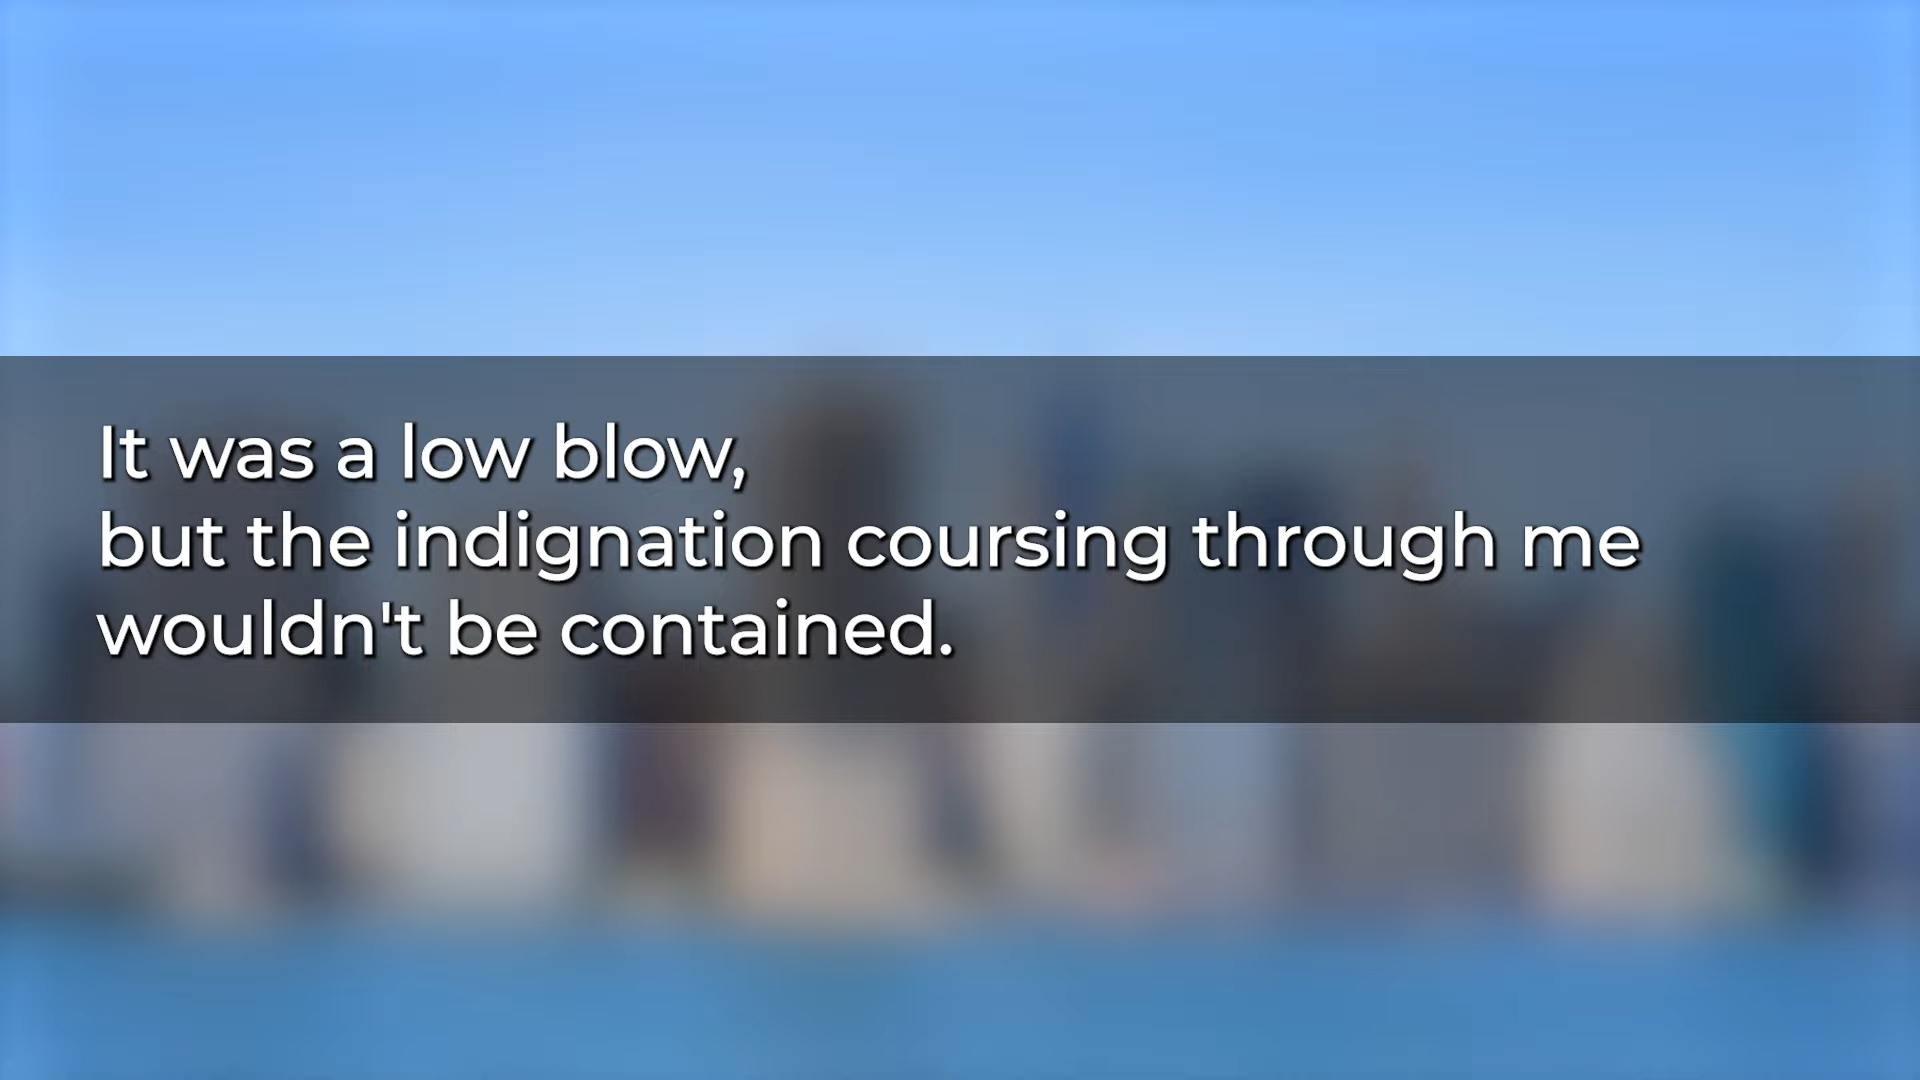 It was a low blow,
but the indignation coursing through me
wouldn't be contained.